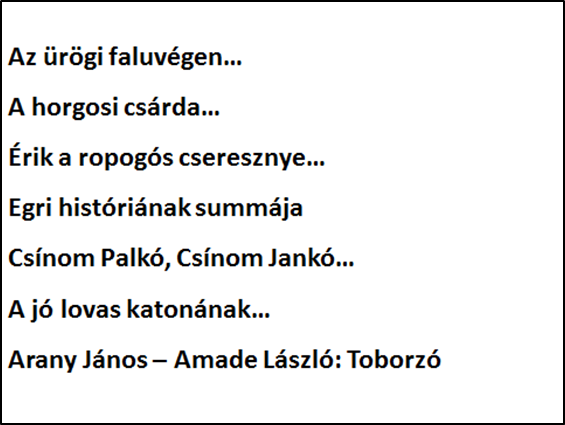 Az ürögi faluvégen…
A horgosi csárda…
Érik a ropogós cseresznye…
Egri históriának summája
Csínom Palkó, Csínom Jankó…
A jó lovas katonának…
Arany János – Amade László: Toborzó